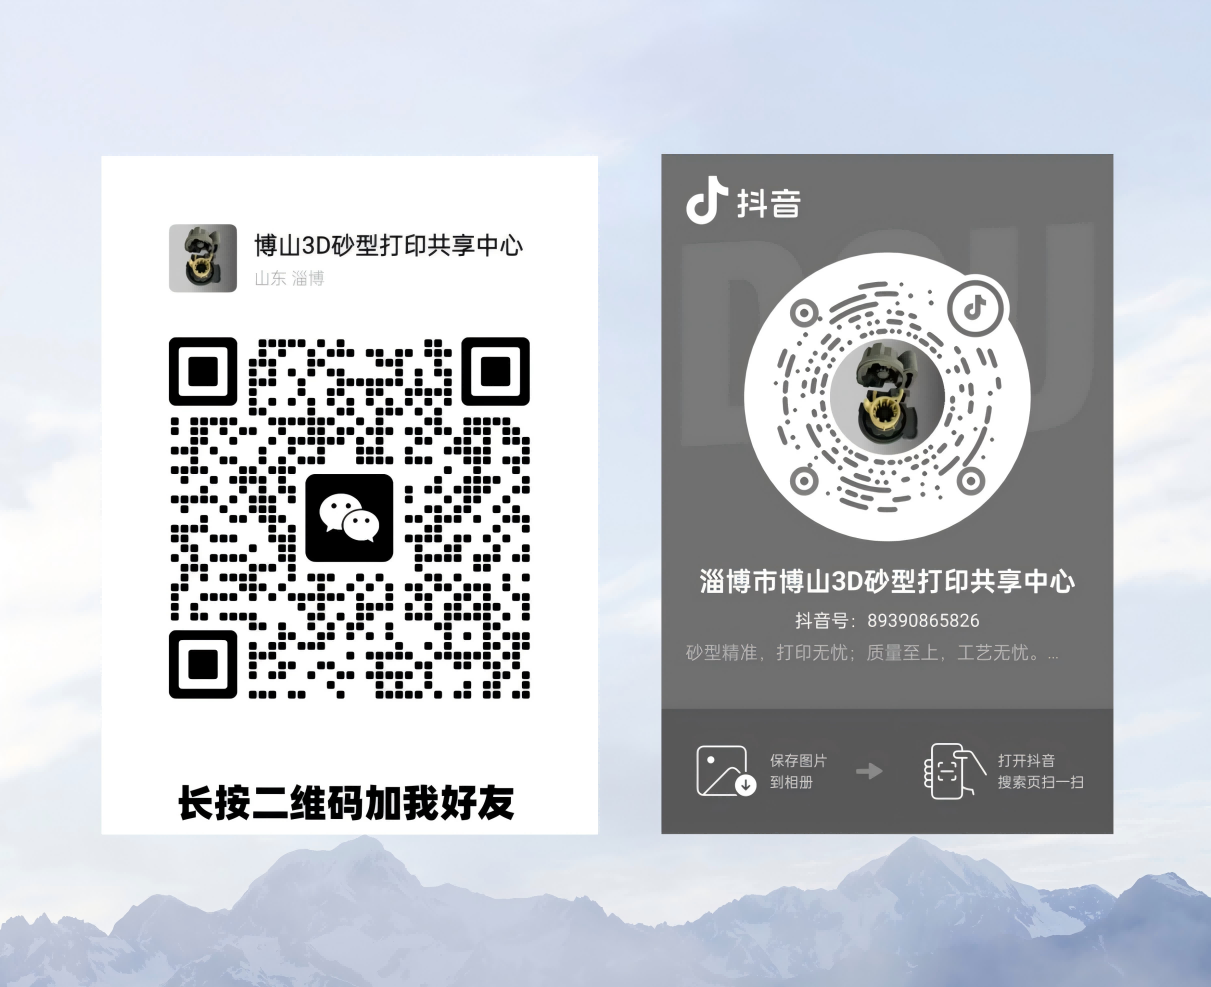 博山3D砂型打印共享中心
山东 淄博
长按二维码加我好友
抖音
淄博市博山3D砂型打印共享中心
抖音号：89390865826
砂型精准，打印无忧；质量至上，工艺无忧。...
保存图片
到相册
打开抖音
搜索页扫一扫